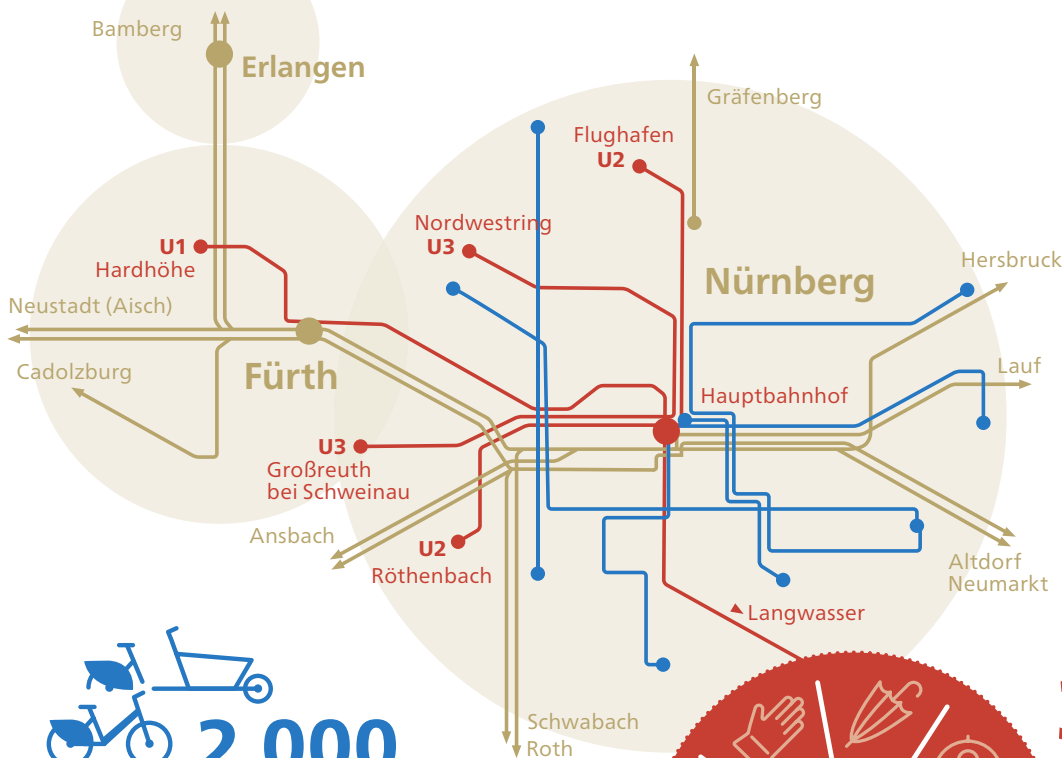 Bamberg
Erlangen
Gräfenberg
Flughafen
U2
Nordwestring
U3
U1
Hardhöhe
Nürnberg
Hersbruck
Neustadt (Aisch)
Fürth
Cadolzburg
Lauf
Hauptbahnhof
U3
Großreuth
bei Schweinau
Ansbach
U2
Röthenbach
Altdorf
Neumarkt
Langwasser
Schwabach
Roth
2 000